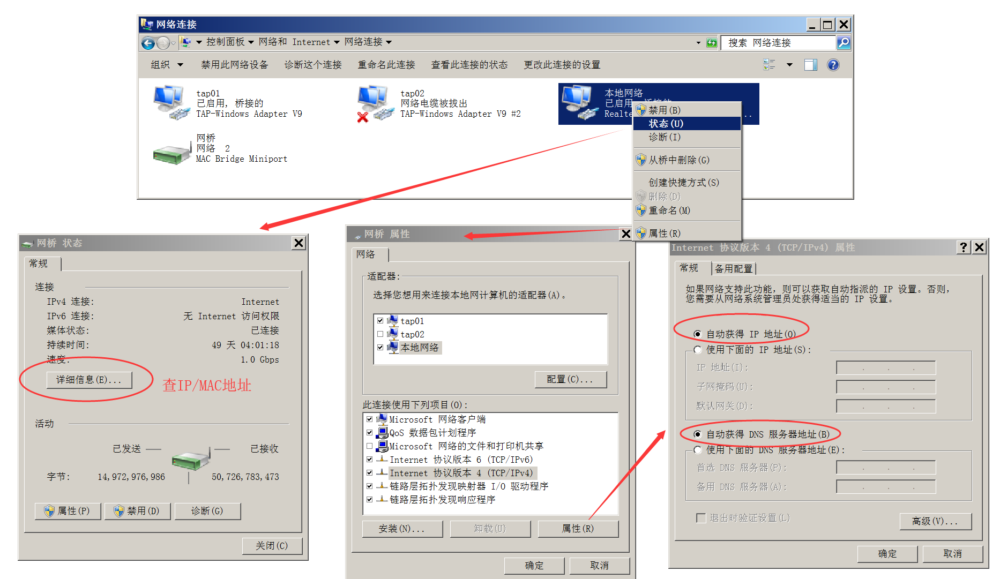 网络连接
控制面板 网络和 Internet 网络连接
搜索 网络连接
组织 禁用此网络设备 诊断这个连接 重命名此连接 查看此连接的状态 更改此连接的设置
tap01
已启用, 桥接的
TAP-Windows Adapter V9
tap02
网络电缆被拔出
TAP-Windows Adapter V9 #2
本地网络
已启用
Realte
网桥
网络 2
MAC Bridge Miniport
禁用(B)
状态(U)
诊断(I)
从桥中删除(G)
创建快捷方式(S)
删除(D)
重命名(M)
属性(R)
网桥 状态
常规
连接
IPv4 连接: Internet
IPv6 连接: 无 Internet 访问权限
媒体状态: 已连接
持续时间: 49 天 04:01:18
速度: 1.0 Gbps
详细信息(E)...
查IP/MAC地址
活动
已发送 已接收
字节: 14,972,976,986 50,726,783,473
属性(P) 禁用(D) 诊断(G)
关闭(C)
网桥 属性
网络
适配器:
选择您想用来连接本地网计算机的适配器(A)。
tap01
tap02
本地网络
配置(C)...
此连接使用下列项目(O):
Microsoft 网络客户端
QoS 数据包计划程序
Microsoft 网络的文件和打印机共享
Internet 协议版本 6 (TCP/IPv6)
Internet 协议版本 4 (TCP/IPv4)
链路层拓扑发现映射器 I/O 驱动程序
链路层拓扑发现响应程序
安装(N)... 卸载(U) 属性(R)
确定 取消
Internet 协议版本 4 (TCP/IPv4) 属性
常规 备用配置
如果网络支持此功能，则可以获取自动指派的 IP 设置。否则，
您需要从网络系统管理员处获得适当的 IP 设置。
自动获得 IP 地址(O)
使用下面的 IP 地址(S):
IP 地址(I):
子网掩码(U):
默认网关(D):
自动获得 DNS 服务器地址(B)
使用下面的 DNS 服务器地址(E):
首选 DNS 服务器(P):
备用 DNS 服务器(A):
退出时验证设置(L)
高级(V)...
确定 取消